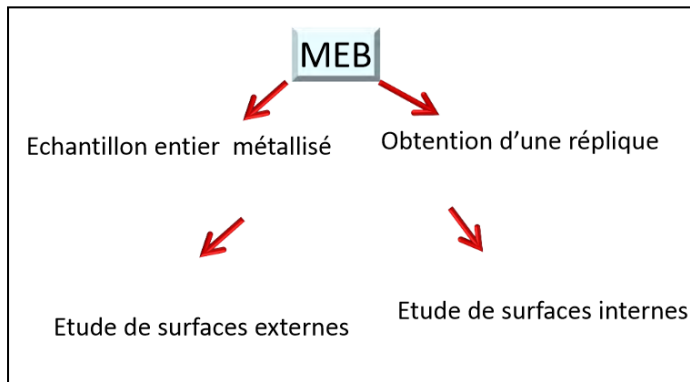 MEB
Echantillon entier métallisé
Obtention d’une réplique
Etude de surfaces externes
Etude de surfaces internes